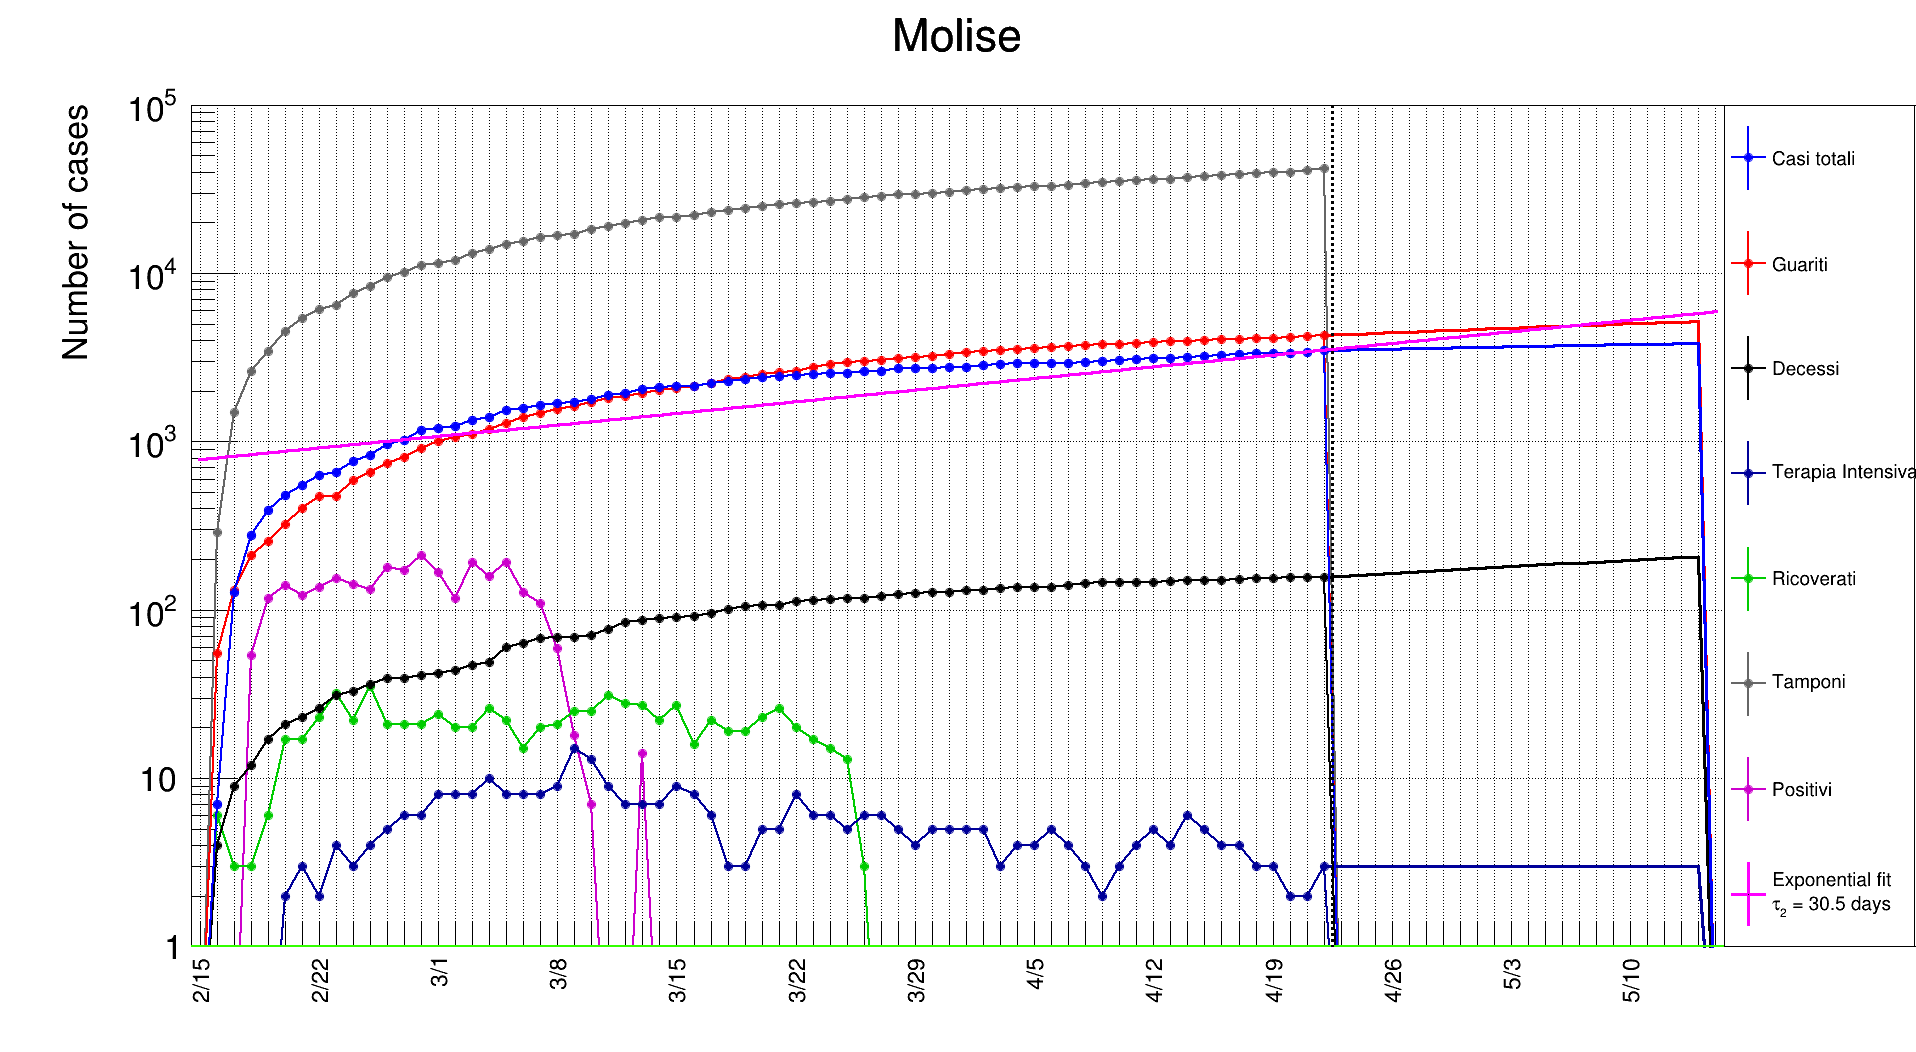 Molise
Number of cases
10^5
10^4
10^3
10^2
10
1
2/15
2/22
3/1
3/8
3/15
3/22
3/29
4/5
4/12
4/19
4/26
5/3
5/10
Casi totali
Guariti
Decessi
Terapia Intensiva
Ricoverati
Tamponi
Positivi
Exponential fit
τ₂ = 30.5 days